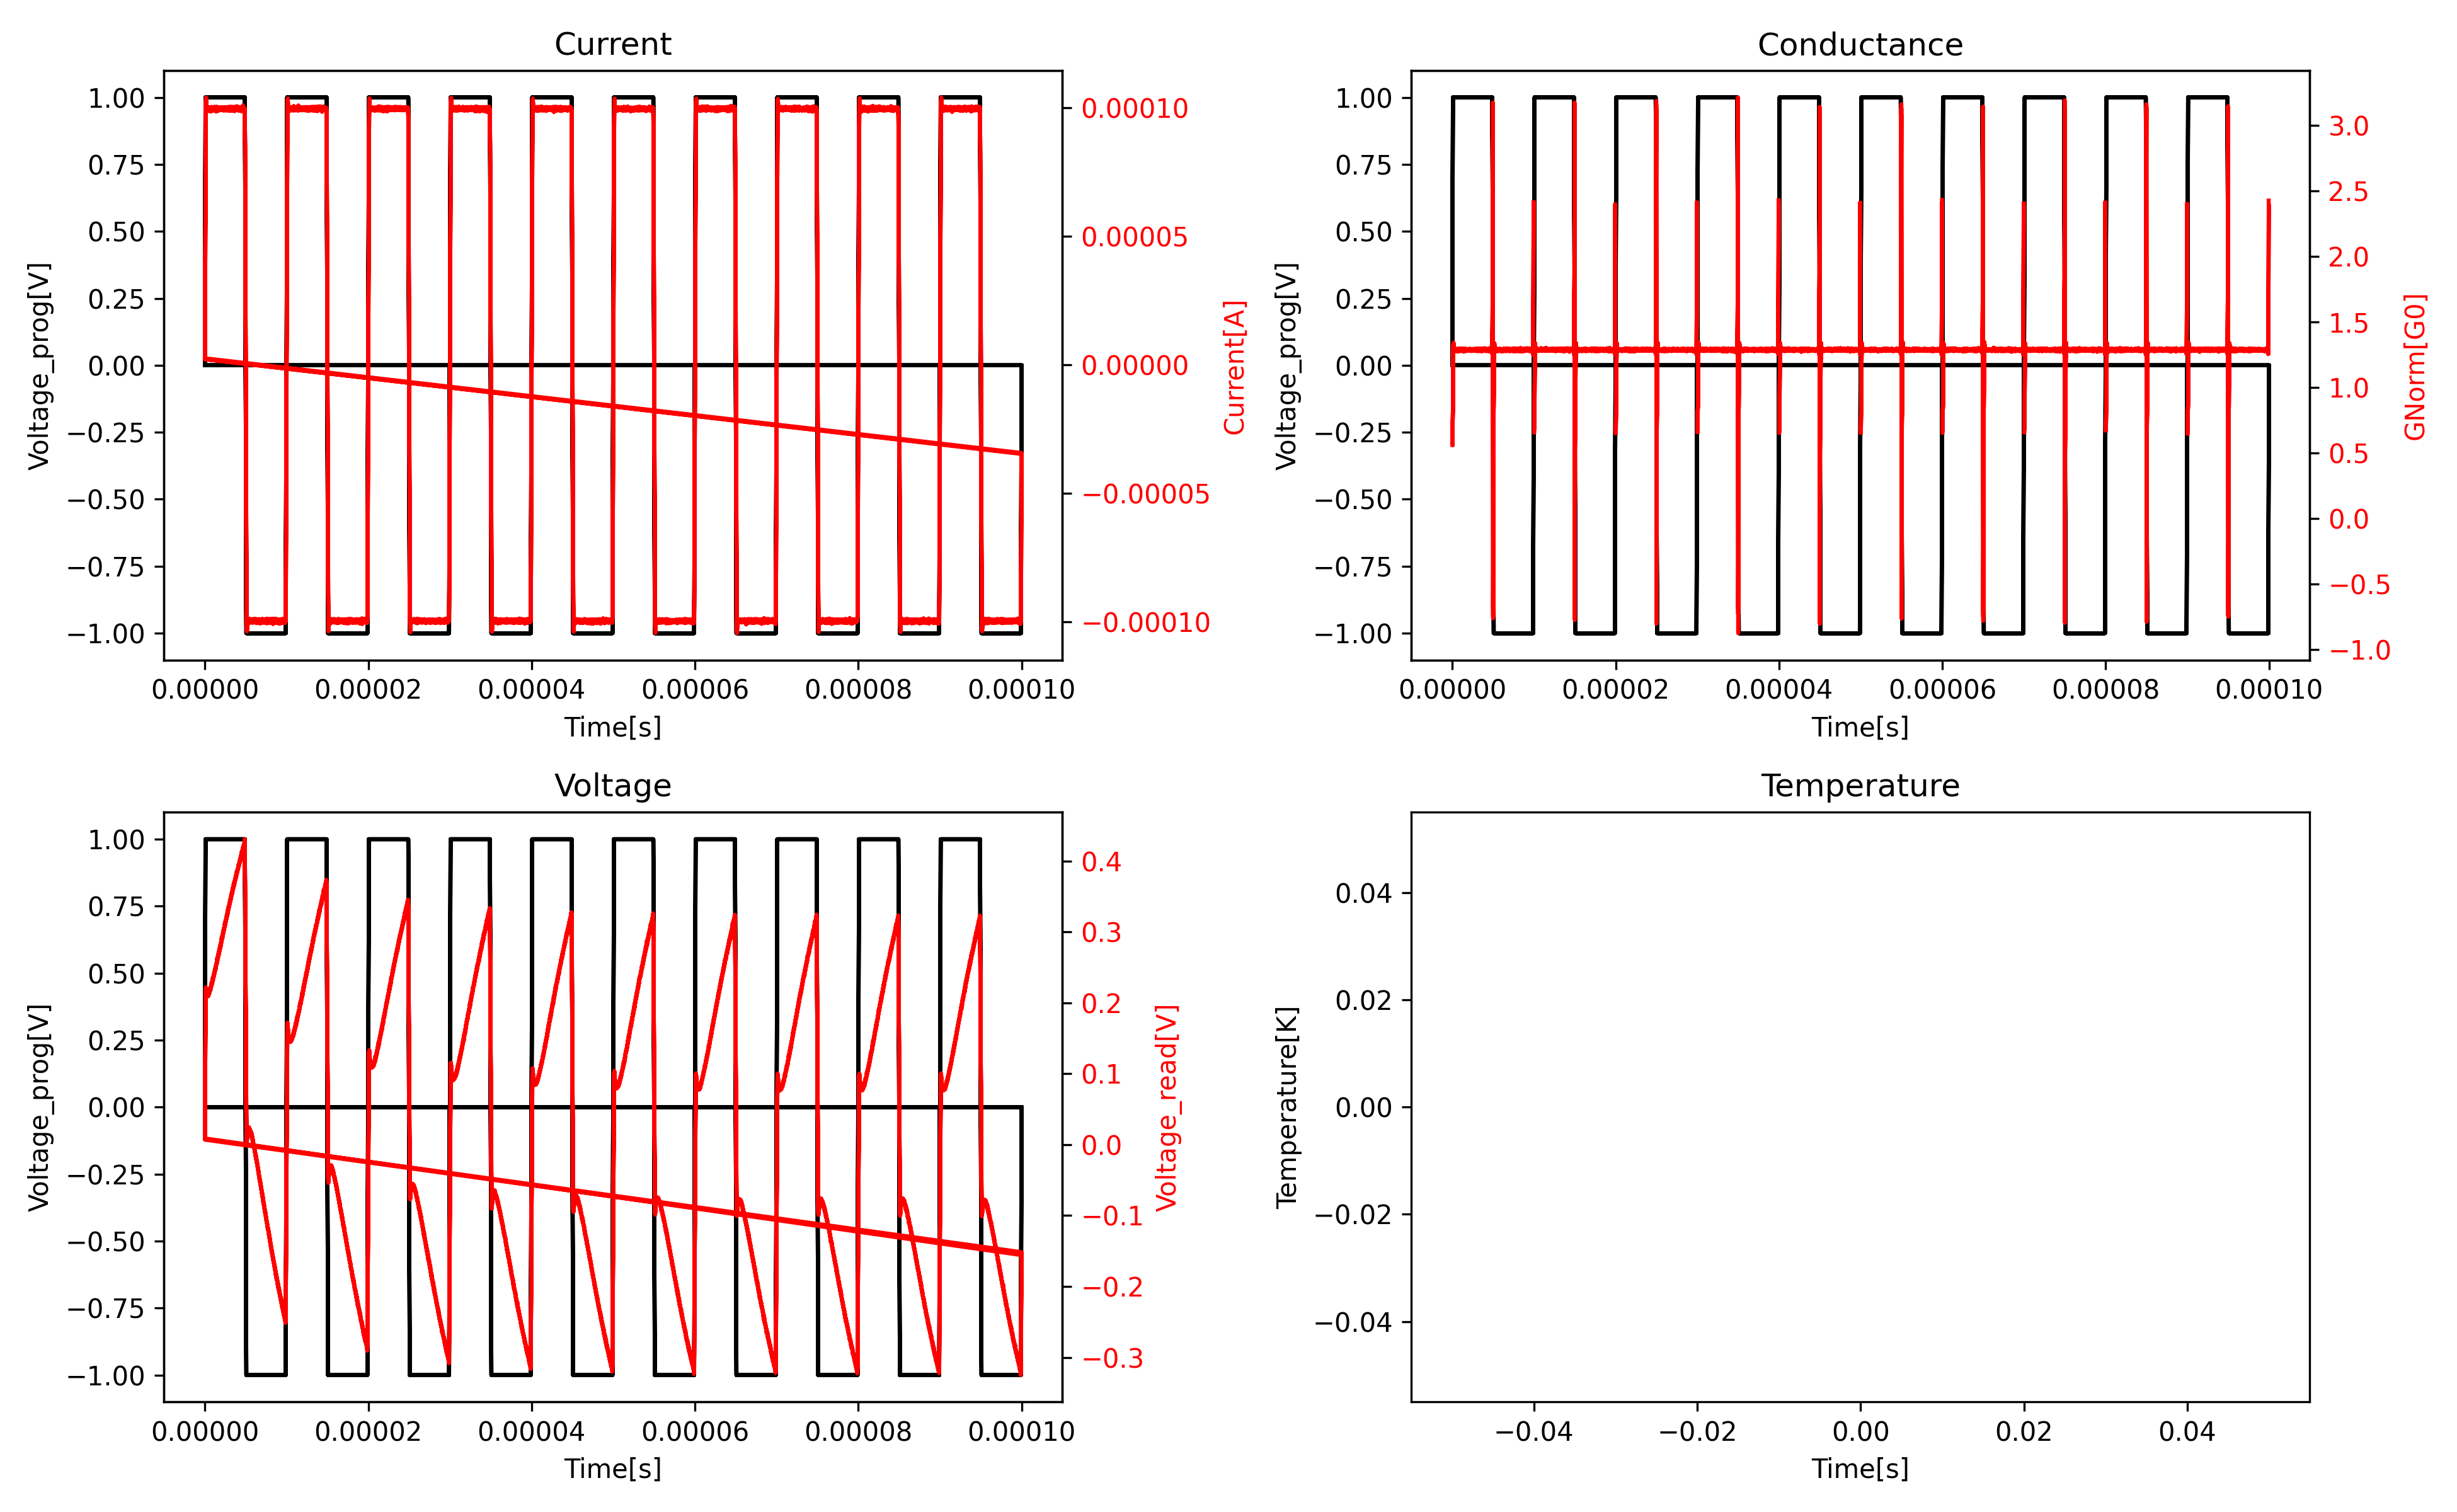 Current
1.00
0.75
0.50
0.25
0.00
−0.25
−0.50
−0.75
−1.00
Voltage_prog[V]
0.00010
0.00005
0.00000
−0.00005
−0.00010
Current[A]
0.00000 0.00002 0.00004 0.00006 0.00008 0.00010
Time[s]
Conductance
1.00
0.75
0.50
0.25
0.00
−0.25
−0.50
−0.75
−1.00
Voltage_prog[V]
3.0
2.5
2.0
1.5
1.0
0.5
0.0
−0.5
−1.0
GNorm[G0]
0.00000 0.00002 0.00004 0.00006 0.00008 0.00010
Time[s]
Voltage
1.00
0.75
0.50
0.25
0.00
−0.25
−0.50
−0.75
−1.00
Voltage_prog[V]
0.4
0.3
0.2
0.1
0.0
−0.1
−0.2
−0.3
Voltage_read[V]
0.00000 0.00002 0.00004 0.00006 0.00008 0.00010
Time[s]
Temperature
0.04
0.02
0.00
−0.02
−0.04
Temperature[K]
−0.04 −0.02 0.00 0.02 0.04
Time[s]